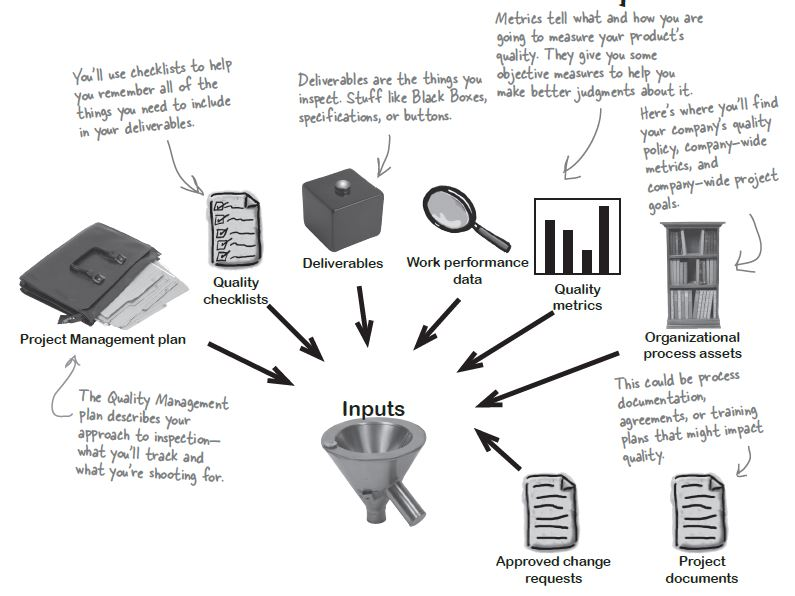 Metrics tell what and how you are
going to measure your product's
quality. They give you some
objective measures to help you
make better judgments about it.
You'll use checklists to help
you remember all of the
things you need to include
in your deliverables.
Deliverables are the things you
inspect. Stuff like Black Boxes,
specifications, or buttons.
Here's where you'll find
your company's quality
policy, company-wide
metrics, and
company-wide project
goals.
Quality
checklists
Deliverables
Work performance
data
Quality
metrics
Project Management plan
Organizational
process assets
The Quality Management
plan describes your
approach to inspection—
what you'll track and
what you're shooting for.
Inputs
This could be process
documentation,
agreements, or training
plans that might impact
quality.
Approved change
requests
Project
documents